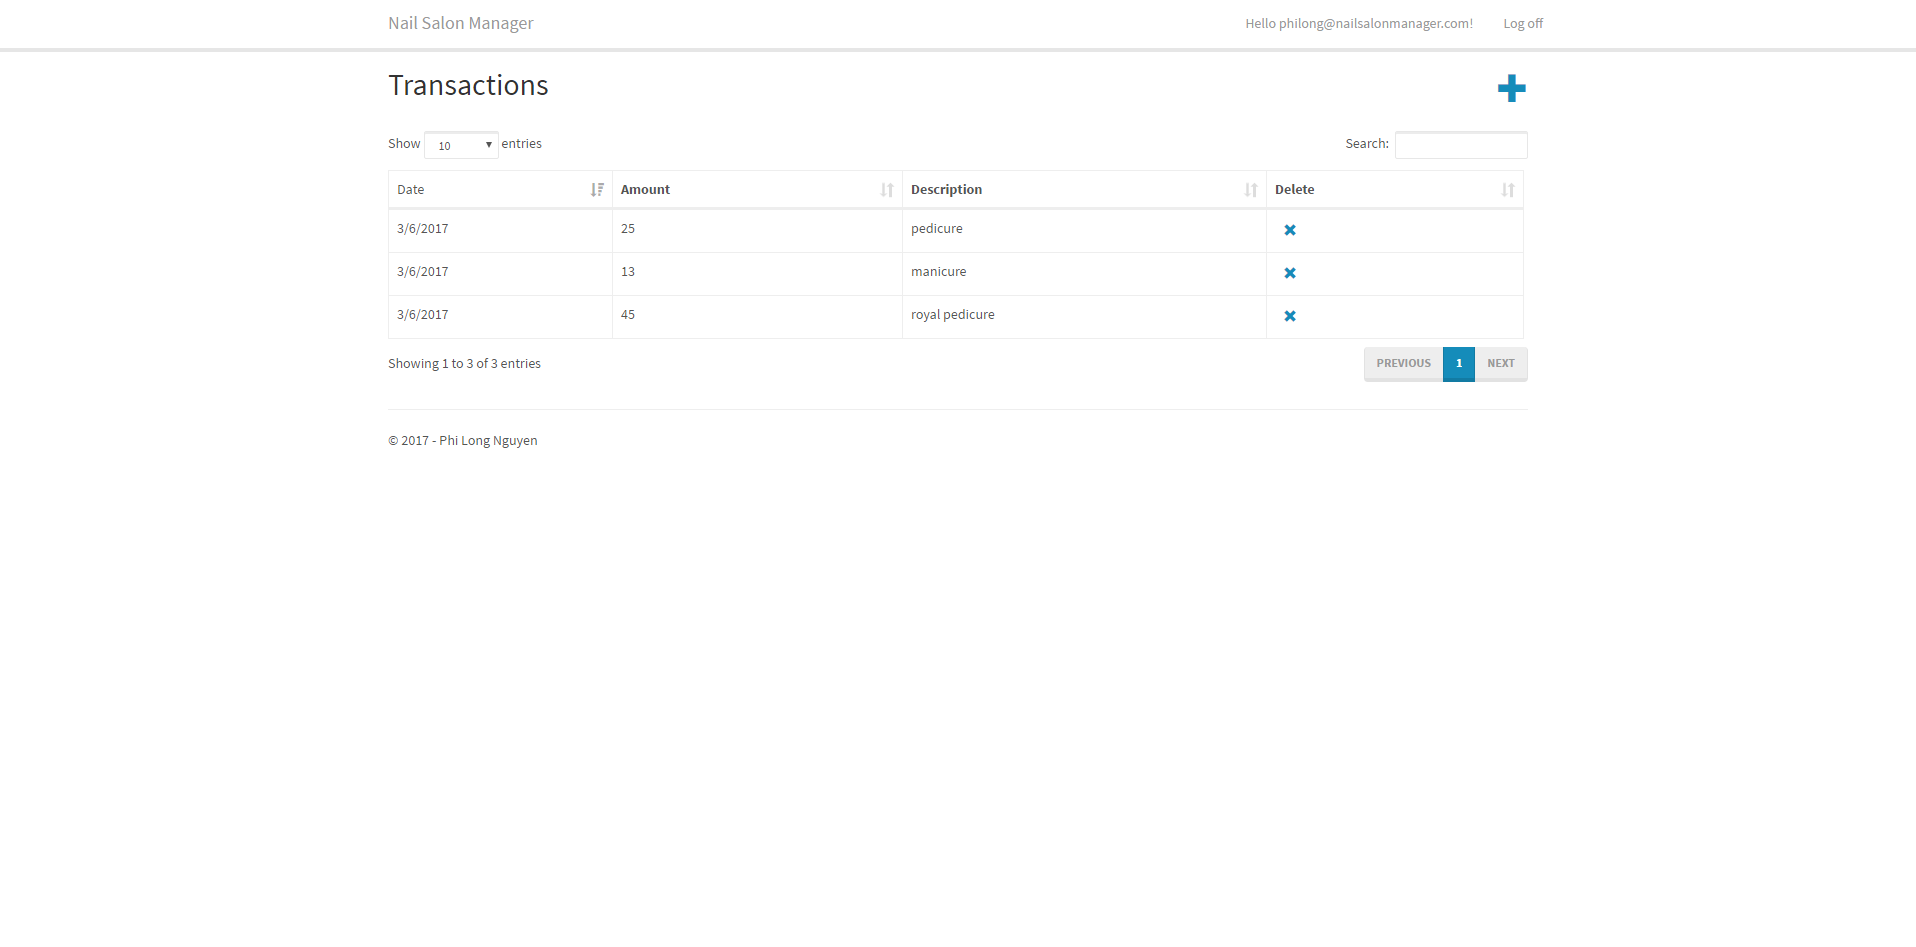 Nail Salon Manager Hello philong@nailsalonmanager.com! Log off
Transactions
Show 10 entries Search:
Date Amount Description Delete
3/6/2017 25 pedicure
3/6/2017 13 manicure
3/6/2017 45 royal pedicure
Showing 1 to 3 of 3 entries PREVIOUS 1 NEXT
© 2017 - Phi Long Nguyen